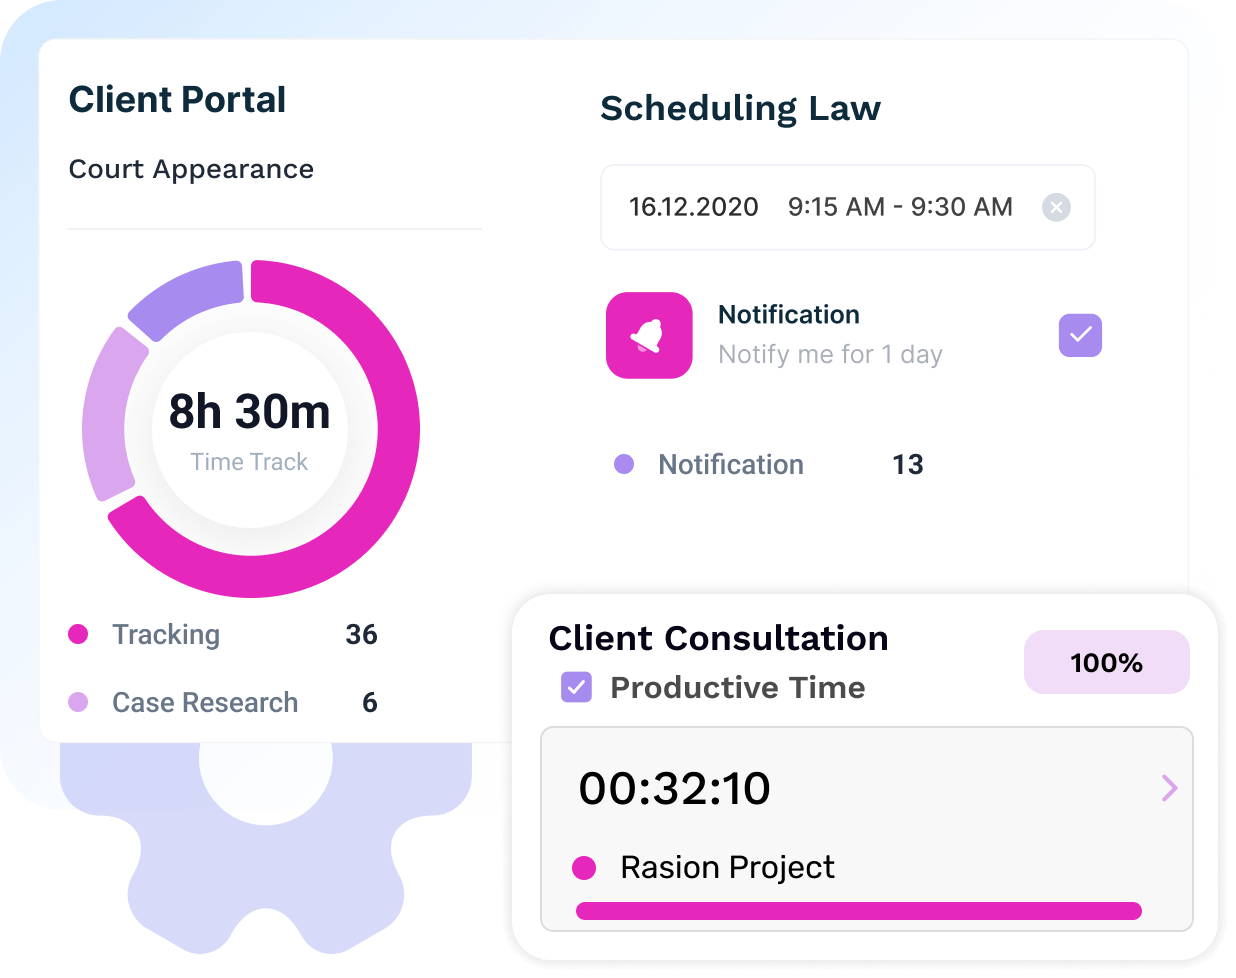 Client Portal
Court Appearance
8h 30m
Time Track
Tracking 36
Case Research 6
Scheduling Law
16.12.2020 9:15 AM - 9:30 AM
Notification
Notify me for 1 day
Notification 13
Client Consultation
Productive Time
100%
00:32:10
Rasion Project